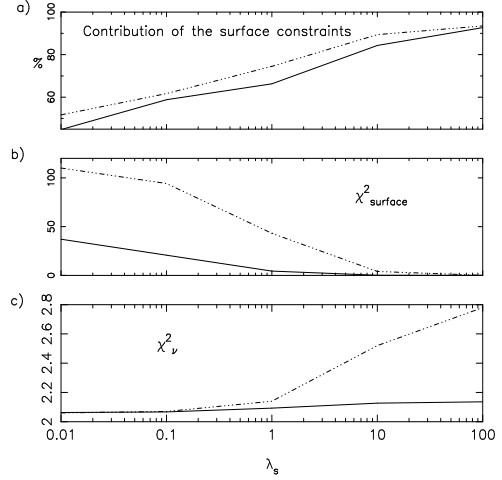 a)
Contribution of the surface constraints
100
80
60
%
b)
100
50
0
χ²surface
c)
2.8
2.6
2.4
2.2
2
χ²ν
0.01 0.1 1 10 100
λs